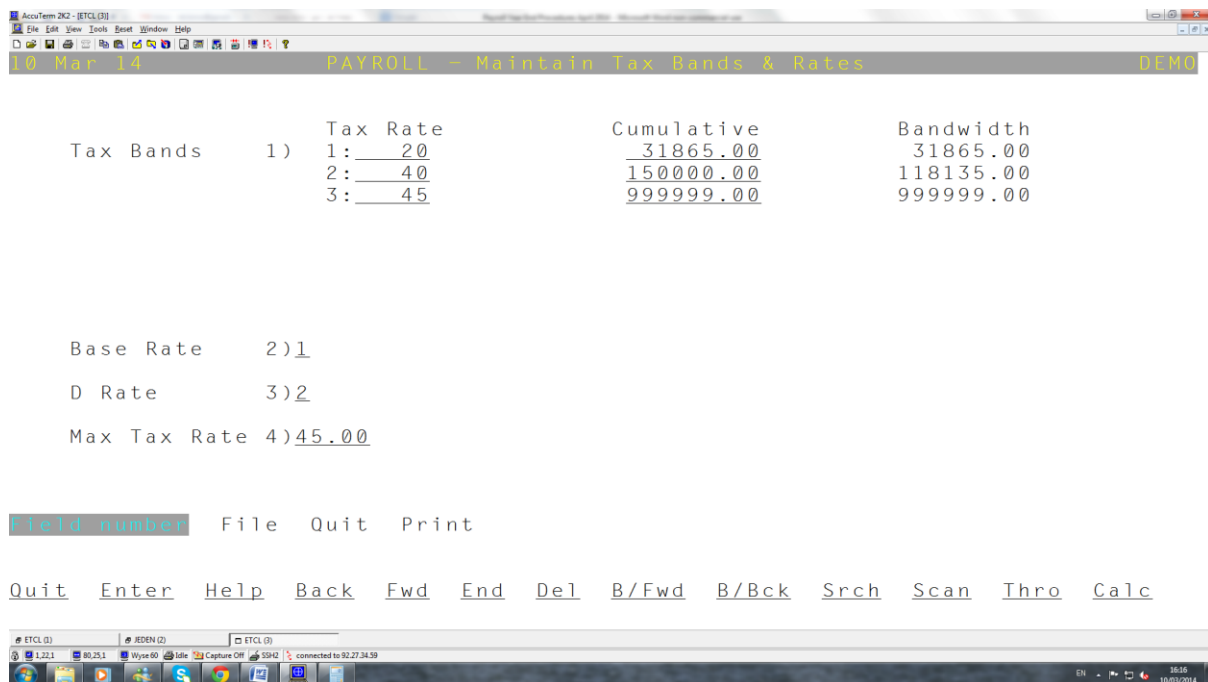 AccuTerm 2K2 - [ETCL (3)]
File Edit View Tools Reset Window Help
10 Mar 14 PAYROLL - Maintain Tax Bands & Rates DEMO
Tax Rate Cumulative Bandwidth
Tax Bands 1) 1: 20 31865.00 31865.00
2: 40 150000.00 118135.00
3: 45 999999.00 999999.00
Base Rate 2)1
D Rate 3)2
Max Tax Rate 4)45.00
Field number File Quit Print
Quit Enter Help Back Fwd End Del B/Fwd B/Bck Srch Scan Thro Calc
ETCL (1) JEDEN (2) ETCL (3)
1,22,1 80,25,1 Wyse 60 Idle Capture Off SSH2 connected to 92.27.34.59
EN 16:16
10/03/2014